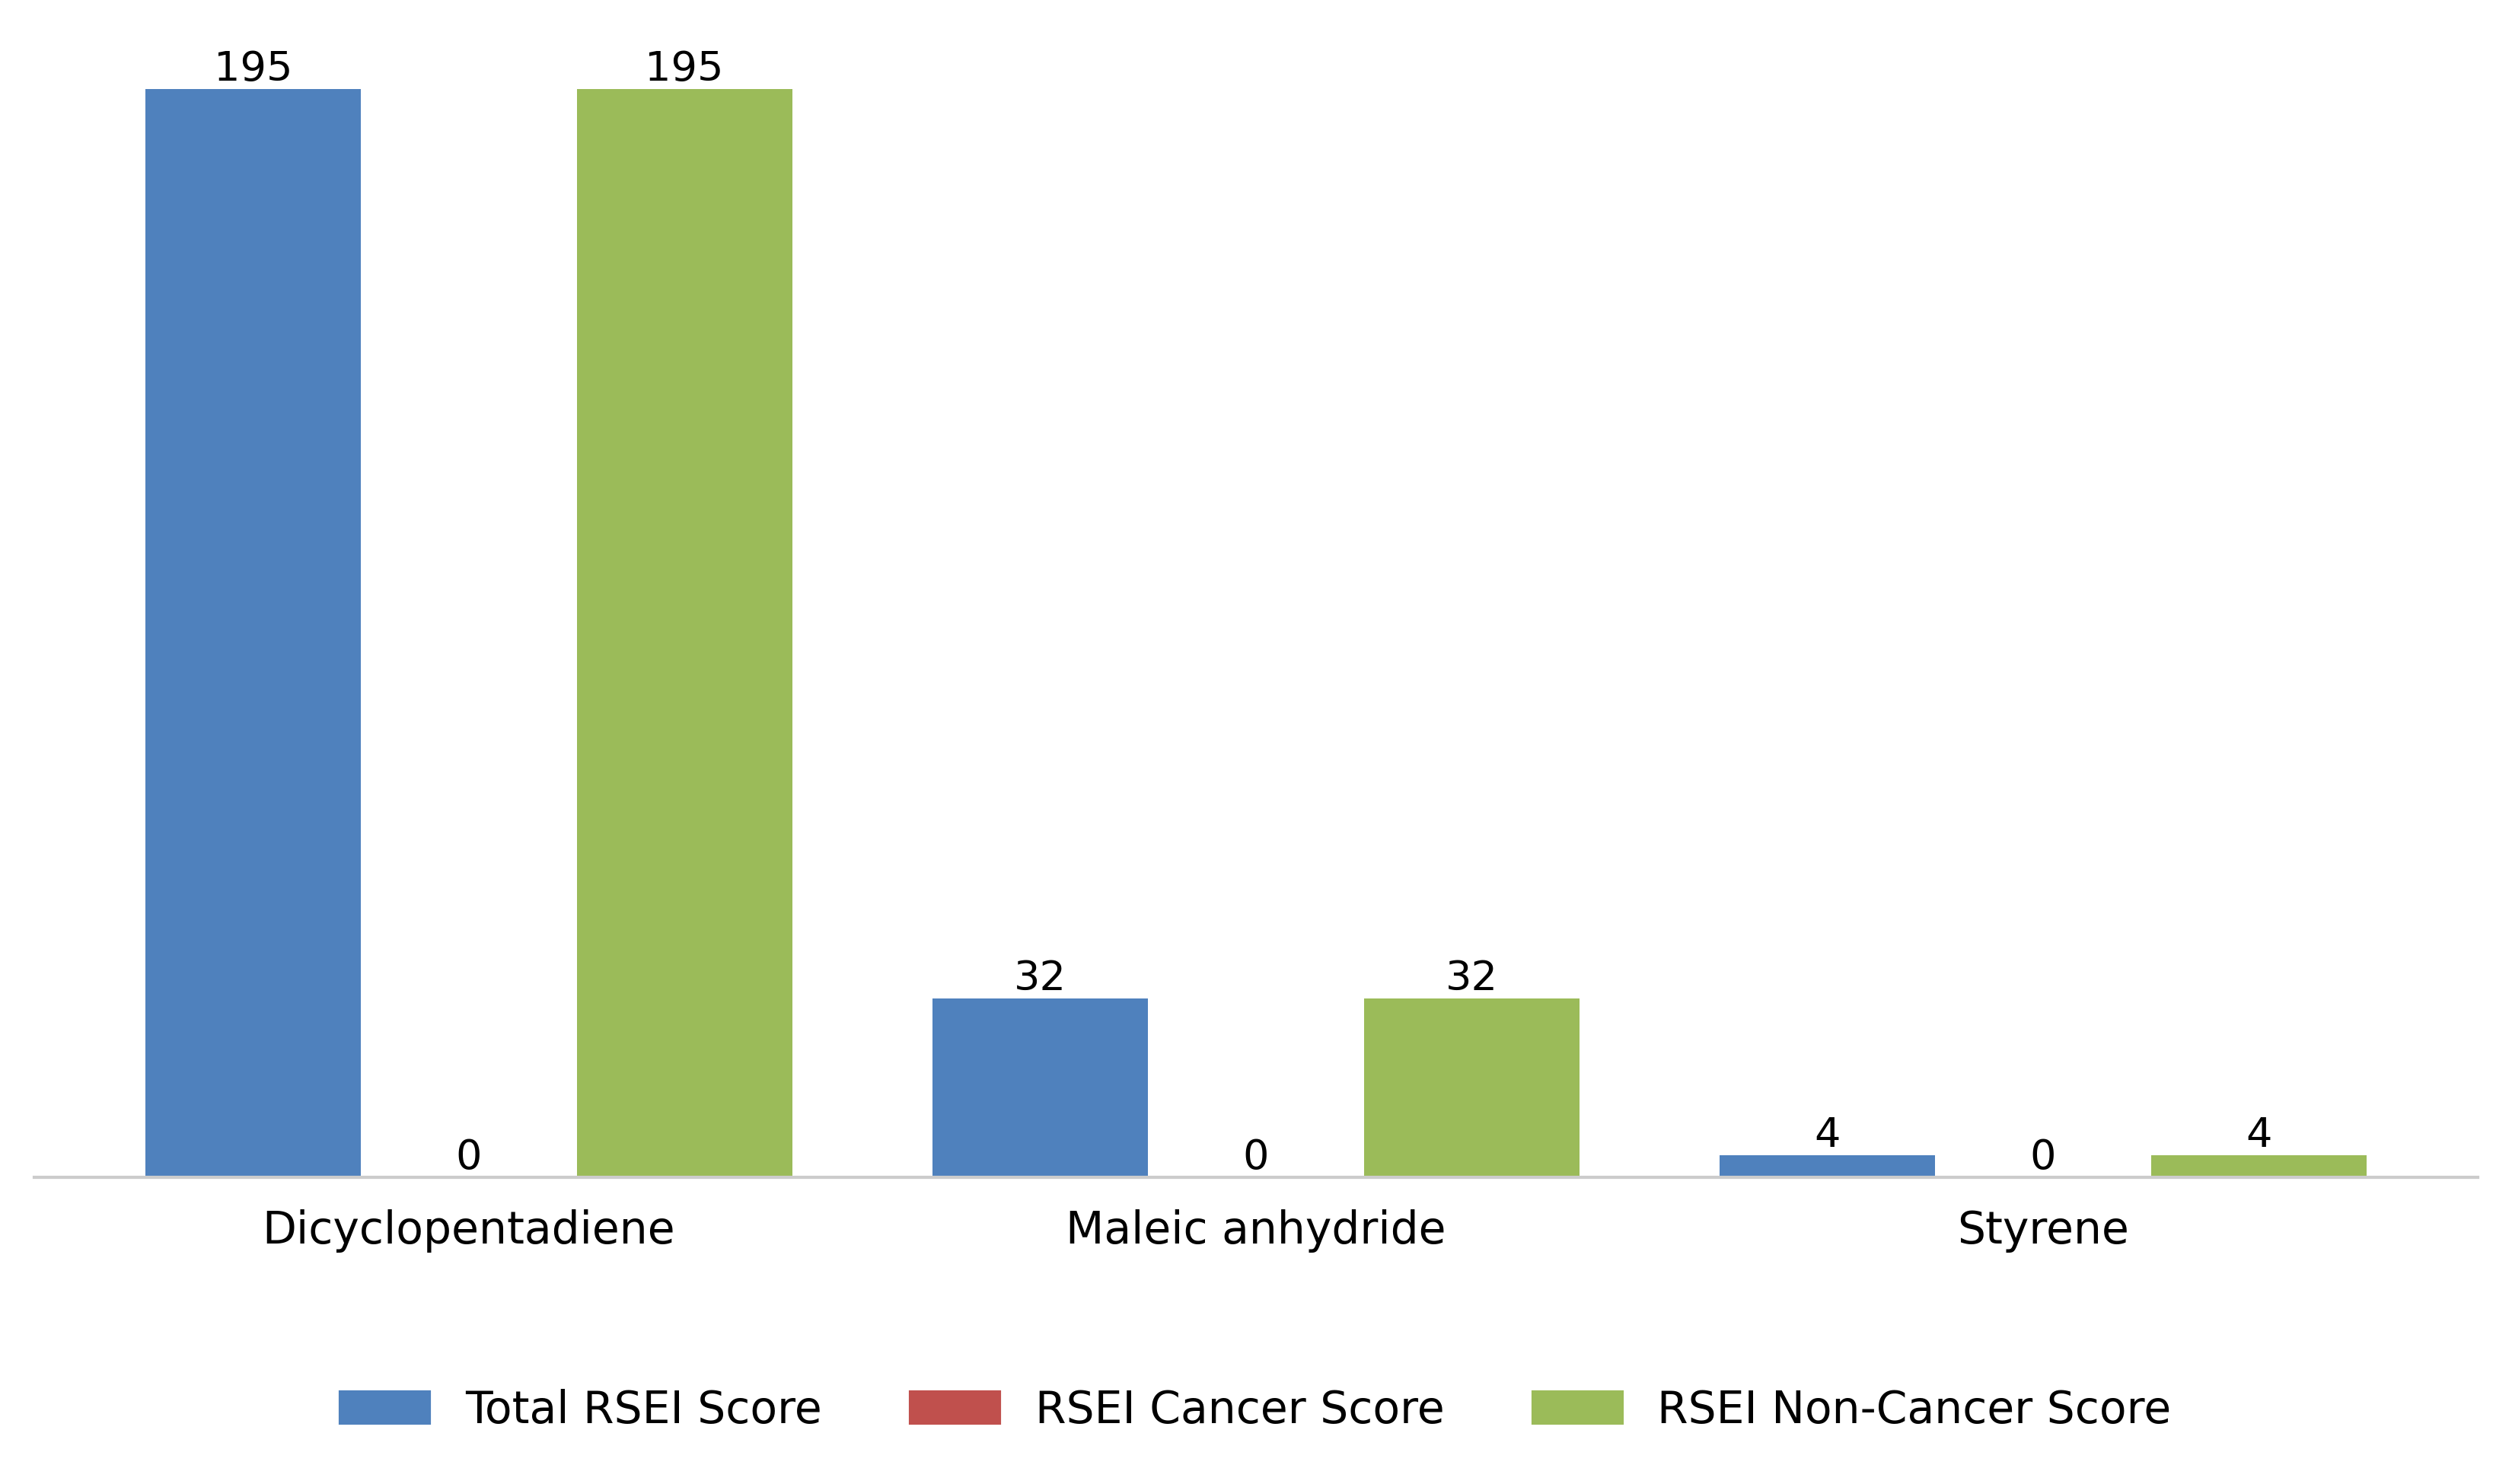 195 195
32 32
4 4
0 0 0
Dicyclopentadiene Maleic anhydride Styrene
Total RSEI Score RSEI Cancer Score RSEI Non-Cancer Score